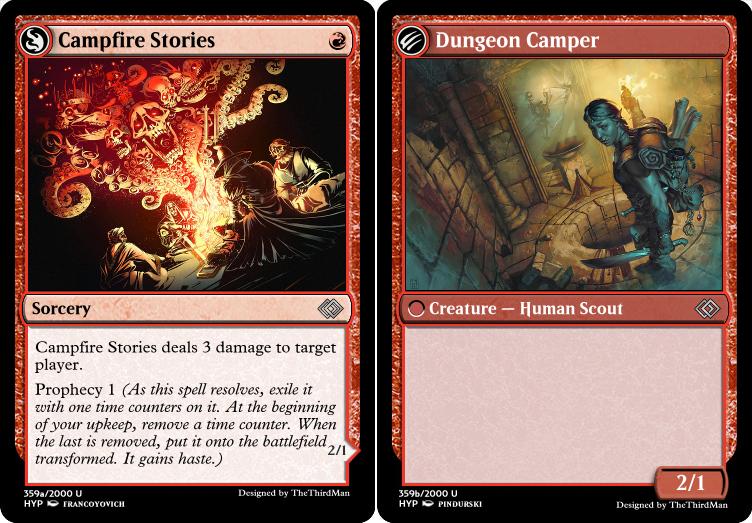 Campfire Stories
Sorcery
Campfire Stories deals 3 damage to target
player.
Prophecy 1 (As this spell resolves, exile it
with one time counters on it. At the beginning
of your upkeep, remove a time counter. When
the last is removed, put it onto the battlefield
transformed. It gains haste.)
2/1
359a/2000 U
HYP FRANCOYOVICH
Designed by TheThirdMan
Dungeon Camper
Creature — Human Scout
2/1
359b/2000 U
HYP PINDURSKI
Designed by TheThirdMan